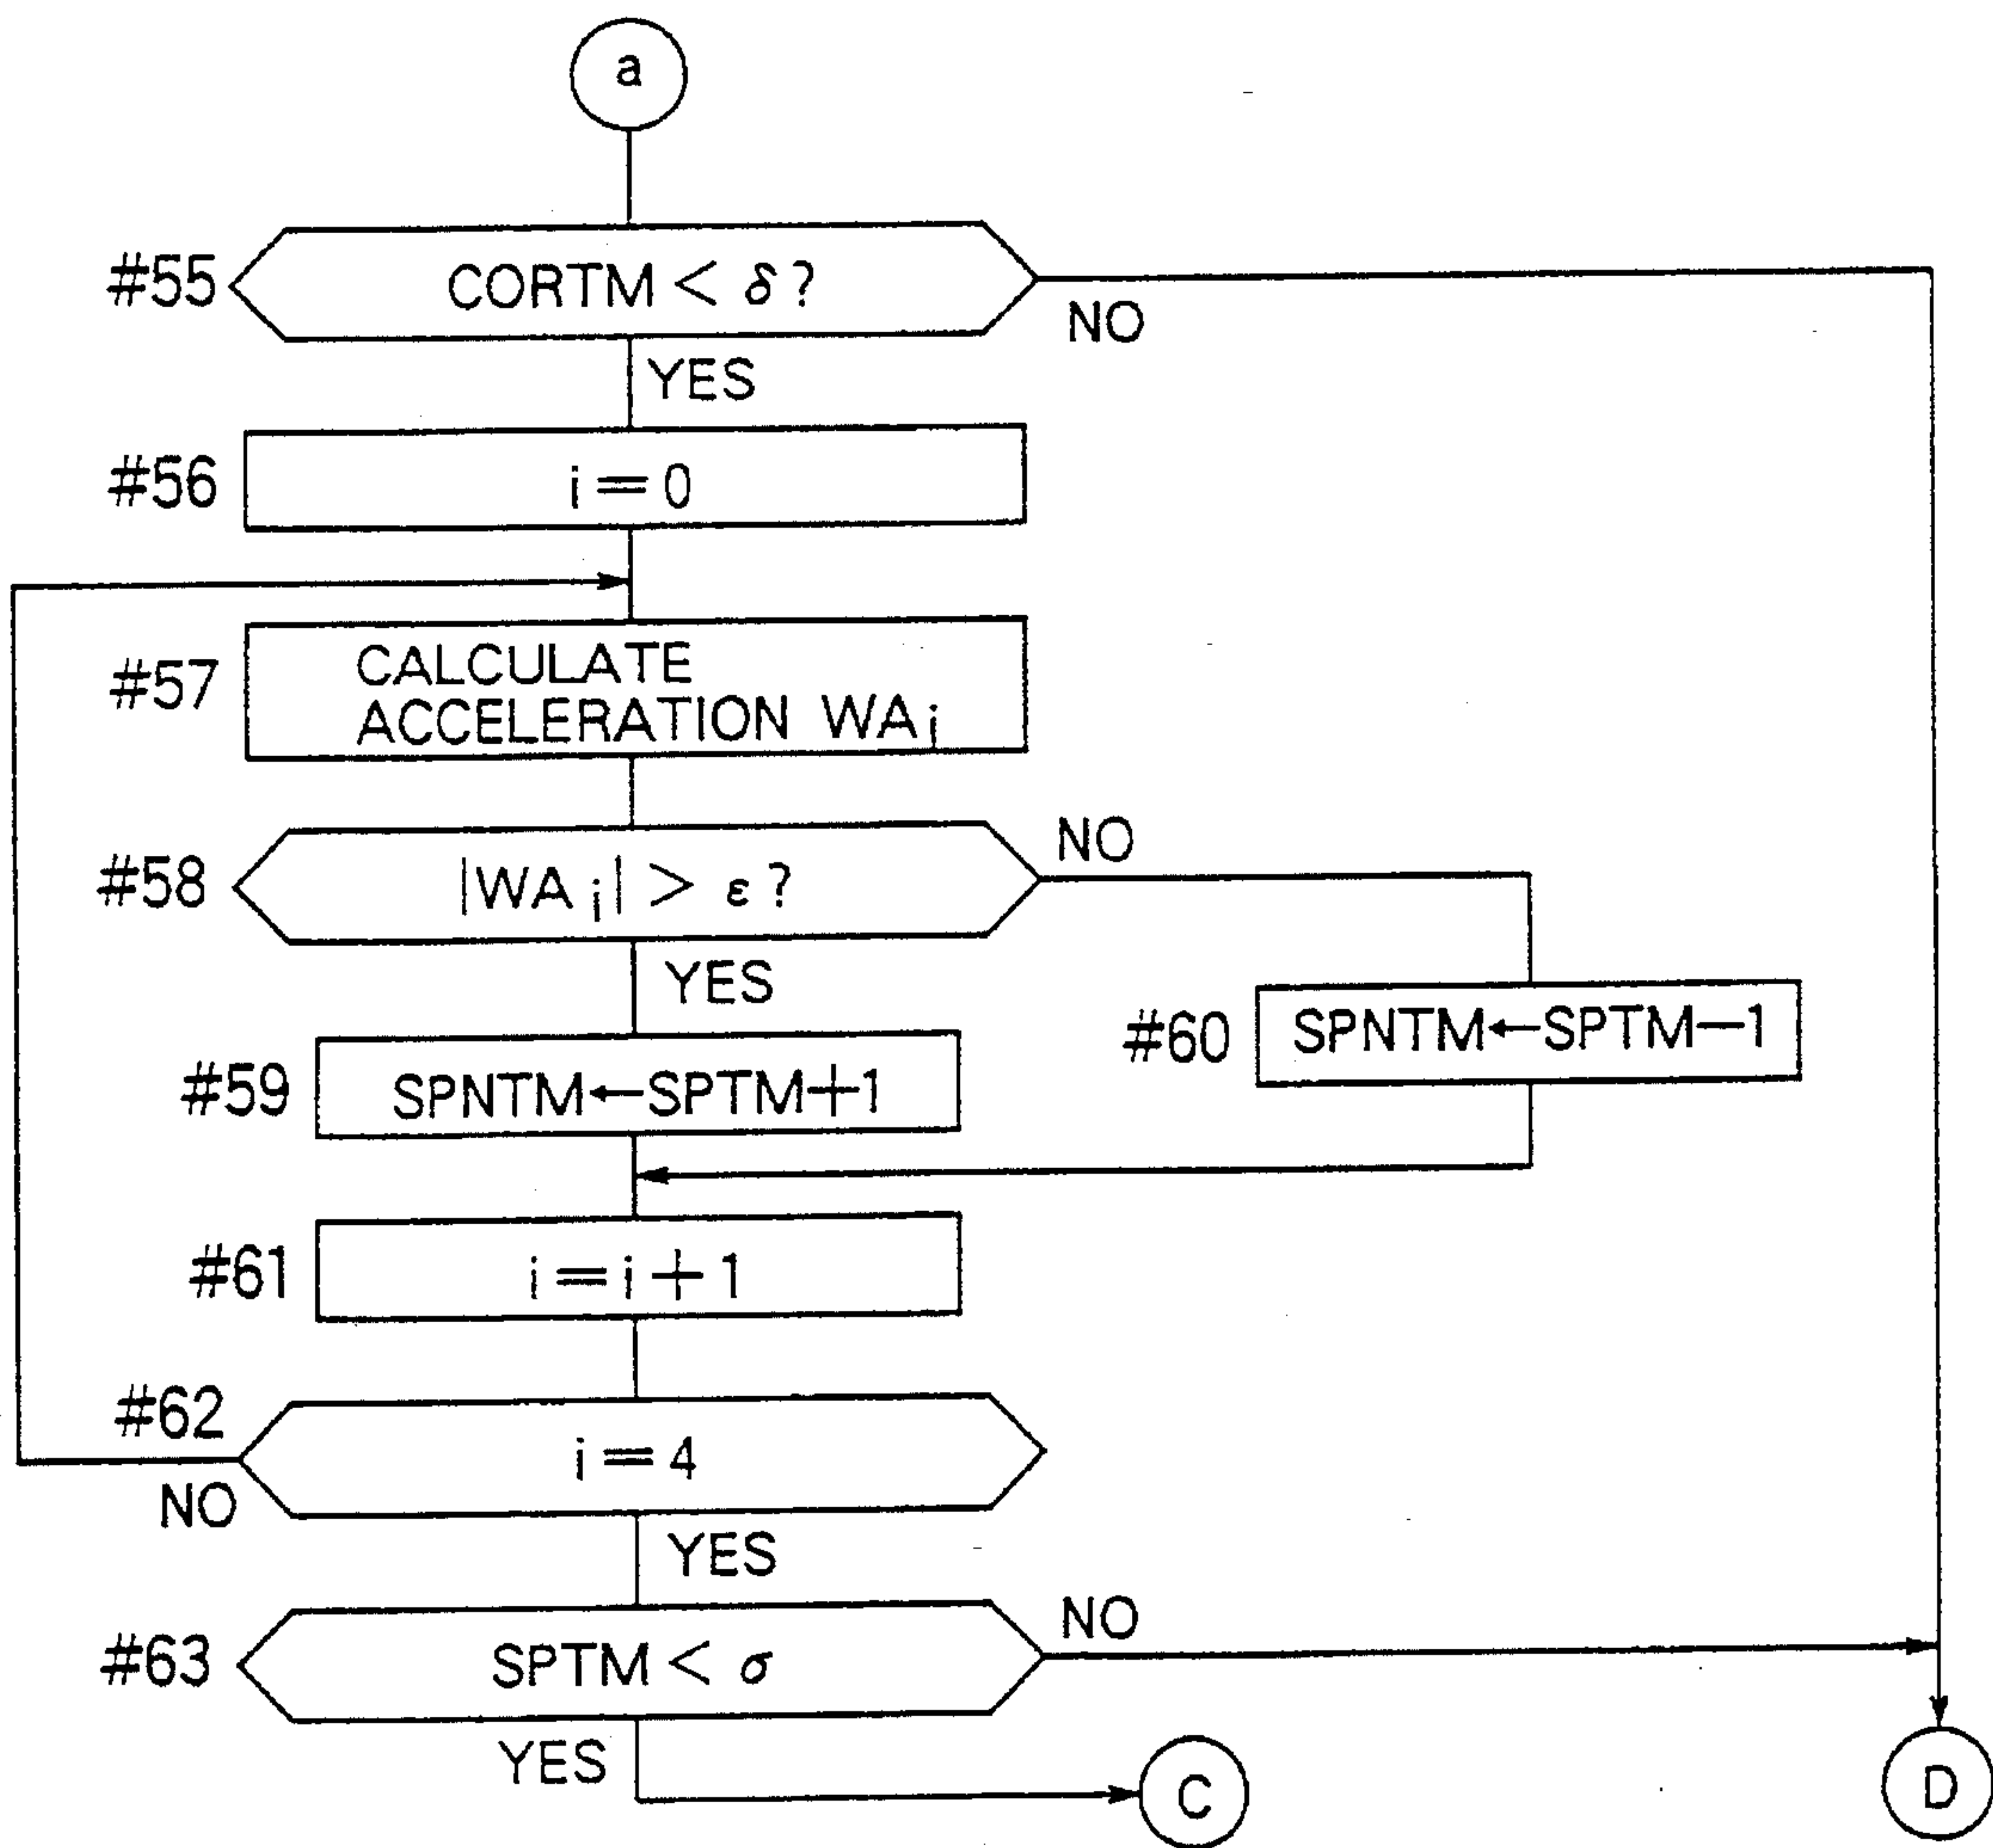 a
#55
CORTM < δ?
NO
YES
#56
i = 0
#57
CALCULATE
ACCELERATION WAi
#58
|WAi| > ε?
NO
YES
#59
SPNTM←SPTM+1
#60
SPNTM←SPTM−1
#61
i = i + 1
#62
i = 4
NO
YES
#63
SPTM < σ
NO
YES
C
D